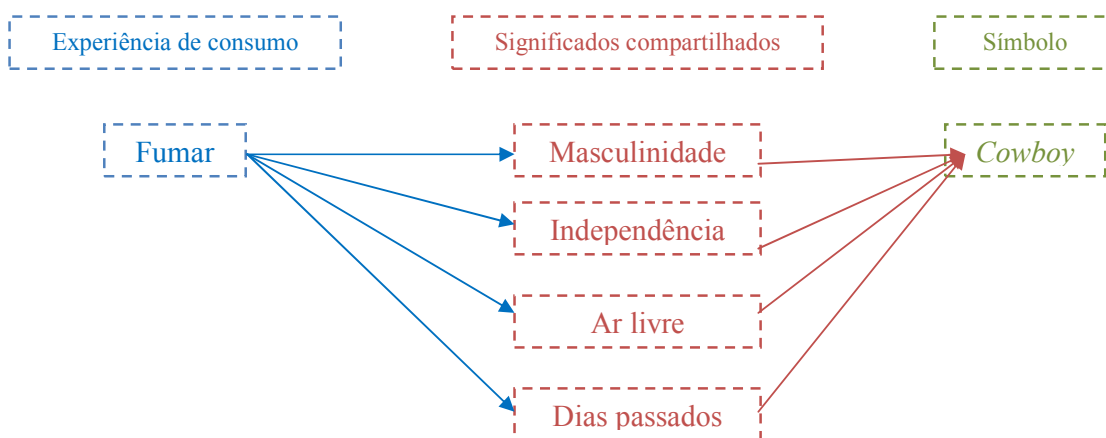 Experiência de consumo
Significados compartilhados
Símbolo
Fumar
Masculinidade
Cowboy
Independência
Ar livre
Dias passados